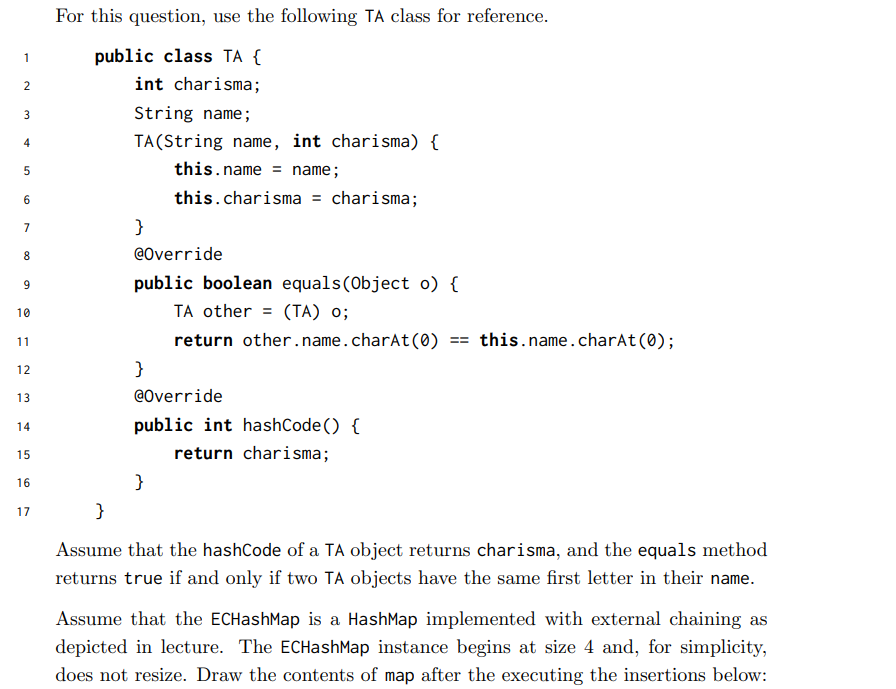 For this question, use the following TA class for reference.
1 public class TA {
2 int charisma;
3 String name;
4 TA(String name, int charisma) {
5 this.name = name;
6 this.charisma = charisma;
7 }
8 @Override
9 public boolean equals(Object o) {
10 TA other = (TA) o;
11 return other.name.charAt(0) == this.name.charAt(0);
12 }
13 @Override
14 public int hashCode() {
15 return charisma;
16 }
17 }
Assume that the hashCode of a TA object returns charisma, and the equals method
returns true if and only if two TA objects have the same first letter in their name.
Assume that the ECHashMap is a HashMap implemented with external chaining as
depicted in lecture. The ECHashMap instance begins at size 4 and, for simplicity,
does not resize. Draw the contents of map after the executing the insertions below: